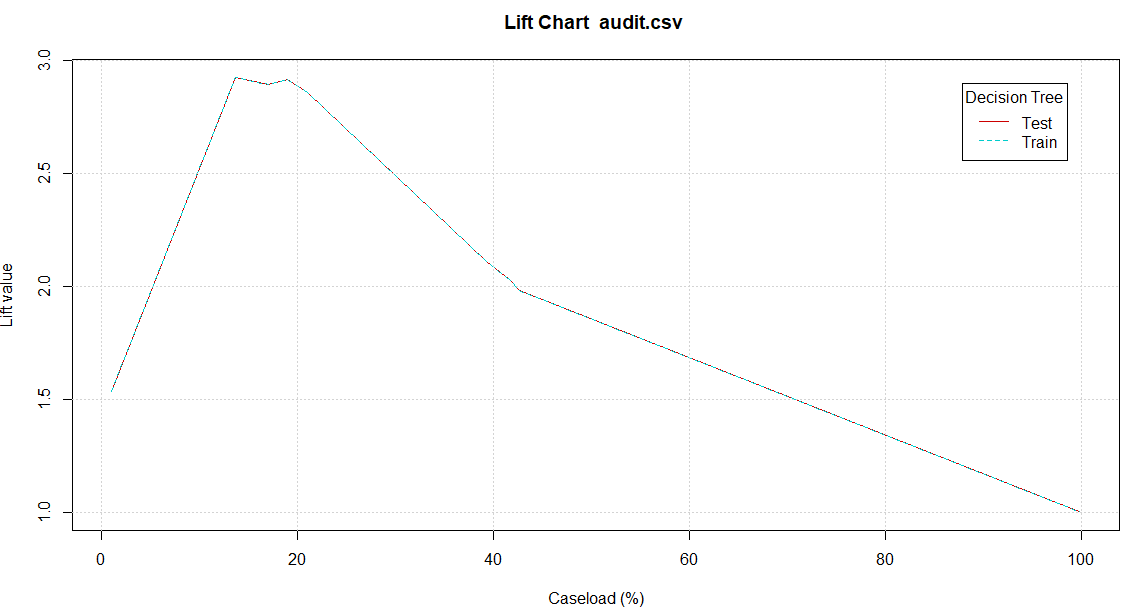 Lift Chart audit.csv
Lift value
3.0
2.5
2.0
1.5
1.0
Decision Tree
Test
Train
0 20 40 60 80 100
Caseload (%)